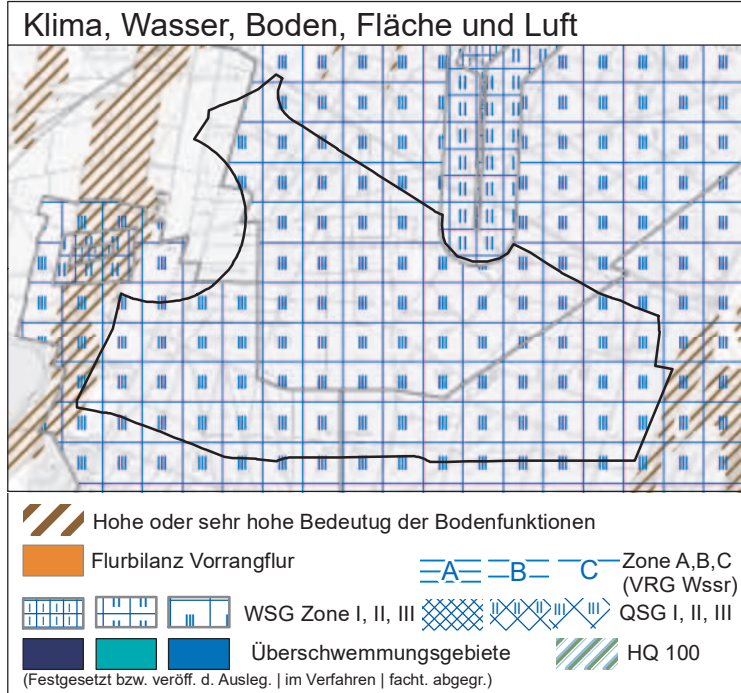 Klima, Wasser, Boden, Fläche und Luft
Hohe oder sehr hohe Bedeutug der Bodenfunktionen
Flurbilanz Vorrangflur
A B C Zone A,B,C
(VRG Wssr)
WSG Zone I, II, III
QSG I, II, III
Überschwemmungsgebiete
HQ 100
(Festgesetzt bzw. veröff. d. Ausleg. | im Verfahren | facht. abgegr.)